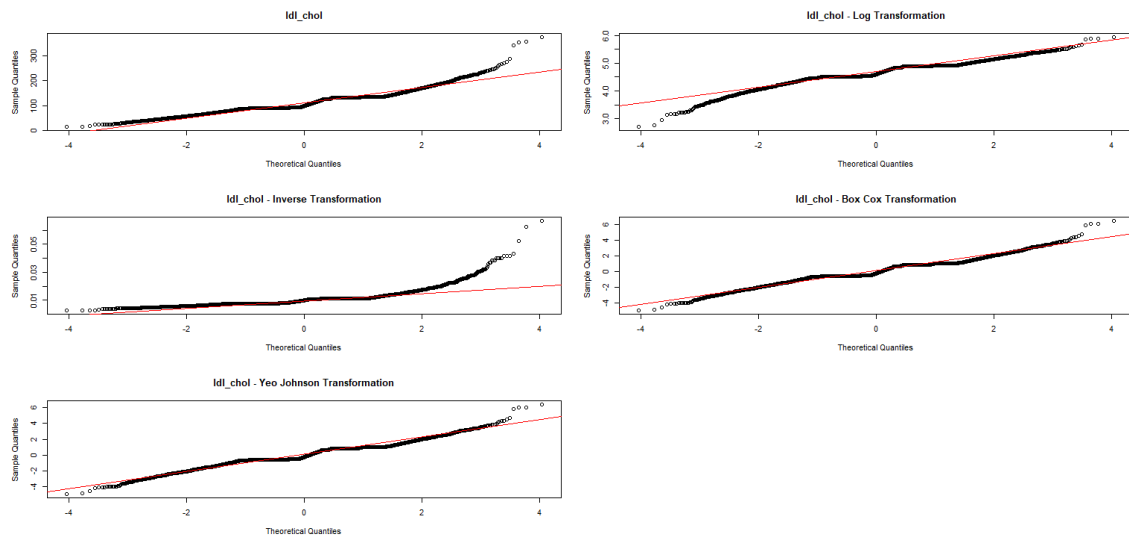 ldl_chol
Sample Quantiles
0 100 200 300
-4 -2 0 2 4
Theoretical Quantiles
ldl_chol - Log Transformation
Sample Quantiles
3.0 4.0 5.0 6.0
-4 -2 0 2 4
Theoretical Quantiles
ldl_chol - Inverse Transformation
Sample Quantiles
0.01 0.03 0.05
-4 -2 0 2 4
Theoretical Quantiles
ldl_chol - Box Cox Transformation
Sample Quantiles
-4 -2 0 2 4 6
-4 -2 0 2 4
Theoretical Quantiles
ldl_chol - Yeo Johnson Transformation
Sample Quantiles
-4 -2 0 2 4 6
-4 -2 0 2 4
Theoretical Quantiles